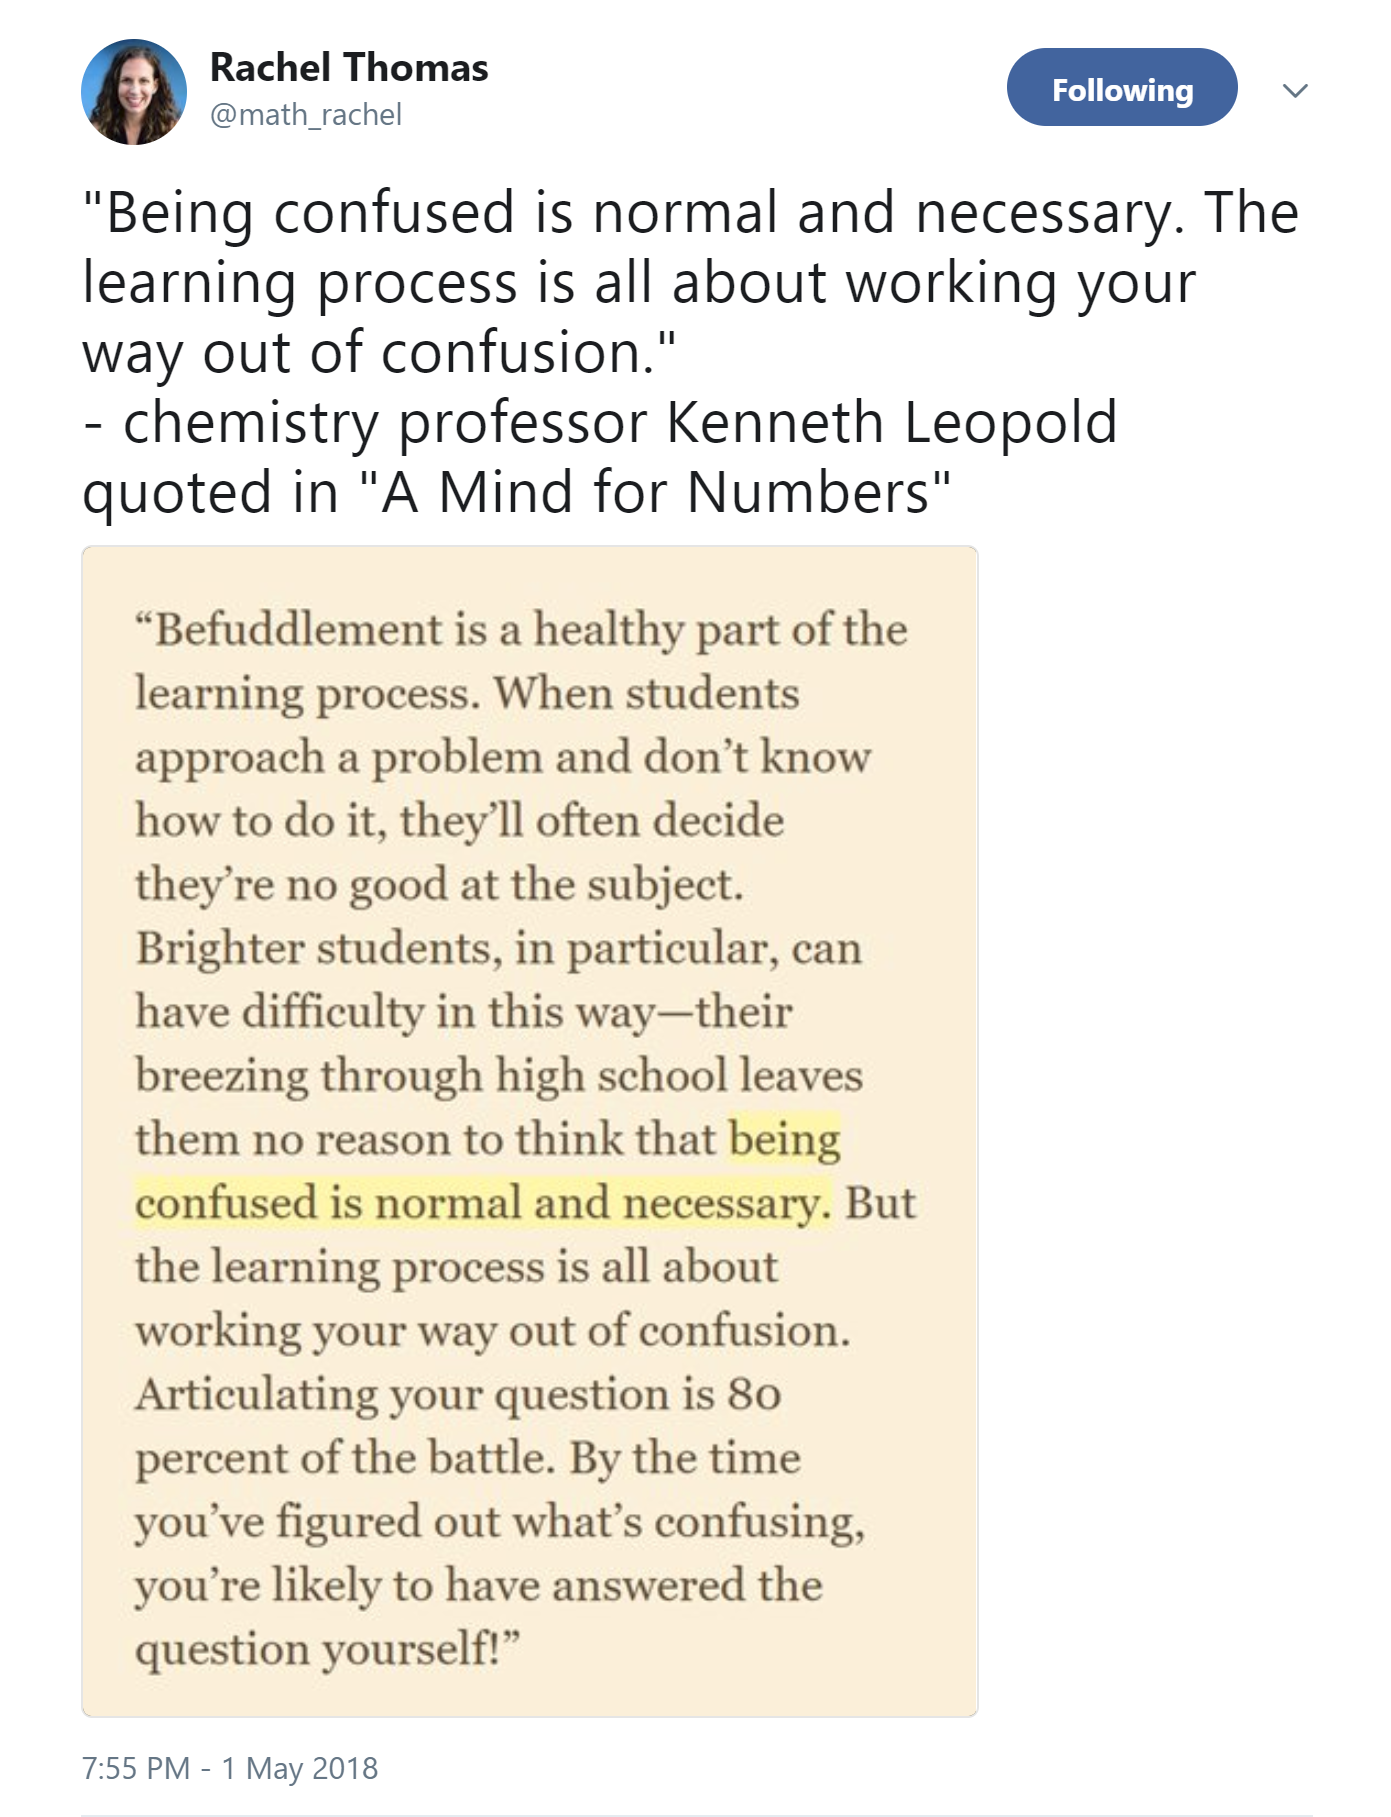 Rachel Thomas
@math_rachel
Following
"Being confused is normal and necessary. The
learning process is all about working your
way out of confusion."
- chemistry professor Kenneth Leopold
quoted in "A Mind for Numbers"
“Befuddlement is a healthy part of the
learning process. When students
approach a problem and don’t know
how to do it, they’ll often decide
they’re no good at the subject.
Brighter students, in particular, can
have difficulty in this way—their
breezing through high school leaves
them no reason to think that being
confused is normal and necessary. But
the learning process is all about
working your way out of confusion.
Articulating your question is 80
percent of the battle. By the time
you’ve figured out what’s confusing,
you’re likely to have answered the
question yourself!”
7:55 PM - 1 May 2018